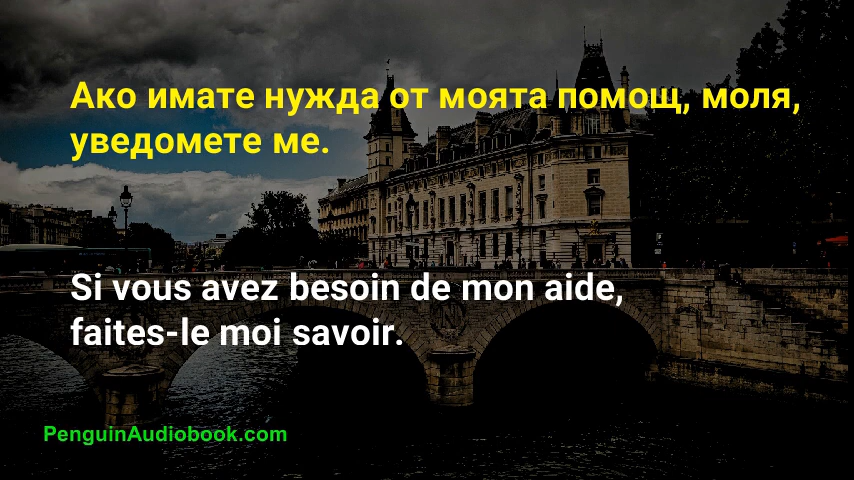 Ако имате нужда от моята помощ, моля,
уведомете ме.
Si vous avez besoin de mon aide,
faites-le moi savoir.
PenguinAudiobook.com